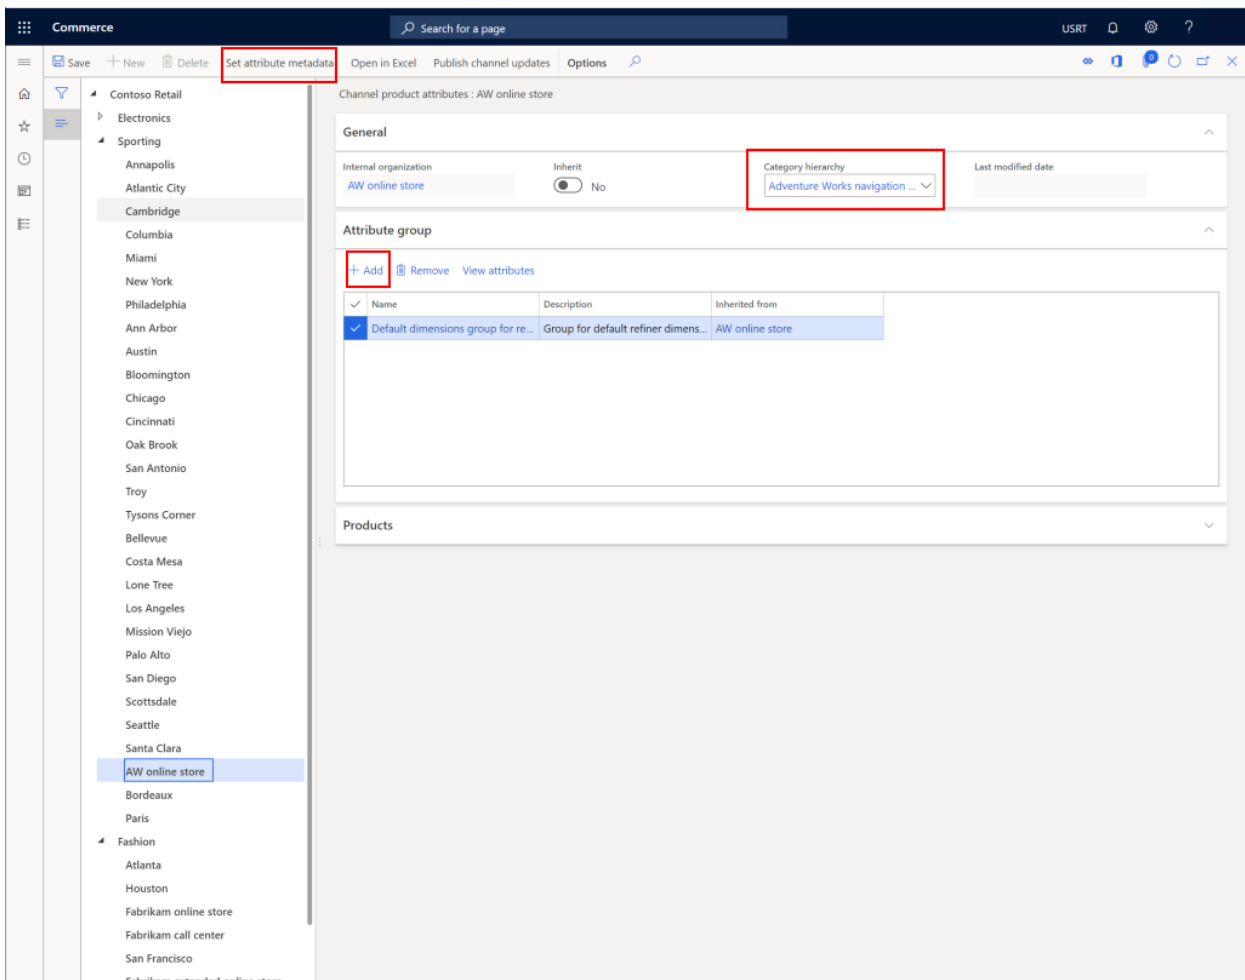 Commerce
Search for a page
USRT
?
Save
New
Delete
Set attribute metadata
Open in Excel
Publish channel updates
Options
0
Contoso Retail
Electronics
Sporting
Annapolis
Atlantic City
Cambridge
Columbia
Miami
New York
Philadelphia
Ann Arbor
Austin
Bloomington
Chicago
Cincinnati
Oak Brook
San Antonio
Troy
Tysons Corner
Bellevue
Costa Mesa
Lone Tree
Los Angeles
Mission Viejo
Palo Alto
San Diego
Scottsdale
Seattle
Santa Clara
AW online store
Bordeaux
Paris
Fashion
Atlanta
Houston
Fabrikam online store
Fabrikam call center
San Francisco
Fabrikam extended online store
Channel product attributes : AW online store
General
Internal organization
AW online store
Inherit
No
Category hierarchy
Adventure Works navigation ...
Last modified date
Attribute group
Add
Remove
View attributes
Name
Description
Inherited from
Default dimensions group for re...
Group for default refiner dimens...
AW online store
Products